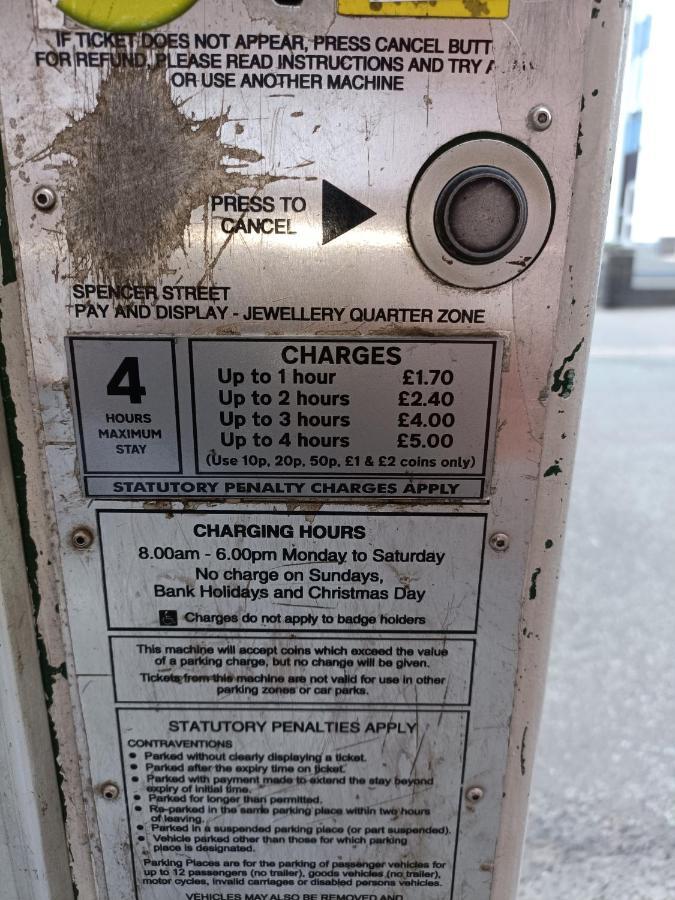 IF TICKET DOES NOT APPEAR, PRESS CANCEL BUTT
FOR REFUND, PLEASE READ INSTRUCTIONS AND TRY
OR USE ANOTHER MACHINE
PRESS TO
CANCEL
SPENCER STREET
PAY AND DISPLAY - JEWELLERY QUARTER ZONE
4
HOURS
MAXIMUM
STAY
CHARGES
Up to 1 hour £1.70
Up to 2 hours £2.40
Up to 3 hours £4.00
Up to 4 hours £5.00
(Use 10p, 20p, 50p, £1 & £2 coins only)
STATUTORY PENALTY CHARGES APPLY
CHARGING HOURS
8.00am - 6.00pm Monday to Saturday
No charge on Sundays,
Bank Holidays and Christmas Day
Charges do not apply to badge holders
This machine will accept coins which exceed the value
of a parking charge, but no change will be given.
Tickets from this machine are not valid for use in other
parking zones or car parks.
STATUTORY PENALTIES APPLY
CONTRAVENTIONS
• Parked without clearly displaying a ticket.
• Parked after the expiry time on ticket.
• Parked with payment made to extend the stay beyond
expiry of initial time.
• Parked for longer than permitted.
• Re-parked in the same parking place within two hours
of leaving.
• Parked in a suspended parking place (or part suspended).
• Vehicle parked other than those for which parking
place is designated.
Parking Places are for the parking of passenger vehicles for
up to 12 passengers (no trailer), goods vehicles (no trailer),
motor cycles, invalid carriages or disabled persons vehicles.
VEHICLES MAY ALSO BE REMOVED AND